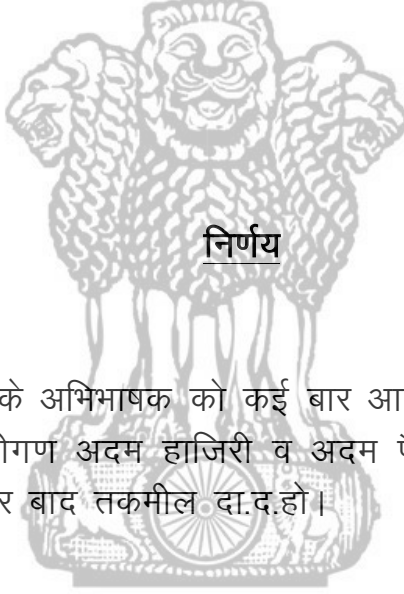 निर्णय
के अभिभाषक को कई बार आ
ोगण अदम हाजिरी व अदम पै
र बाद तकमील दा.द.हो।